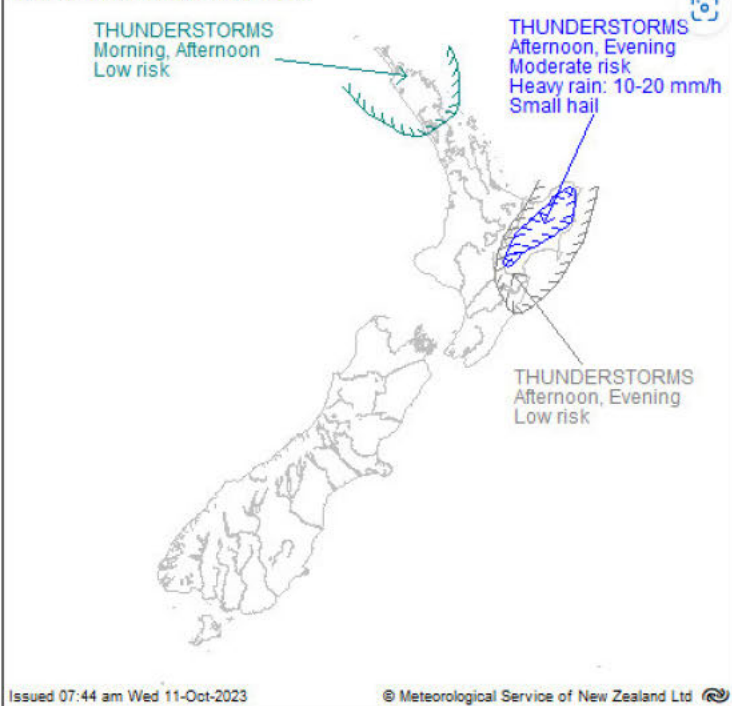 THUNDERSTORMS
Morning, Afternoon
Low risk
THUNDERSTORMS
Afternoon, Evening
Moderate risk
Heavy rain: 10-20 mm/h
Small hail
THUNDERSTORMS
Afternoon, Evening
Low risk
Issued 07:44 am Wed 11-Oct-2023
© Meteorological Service of New Zealand Ltd